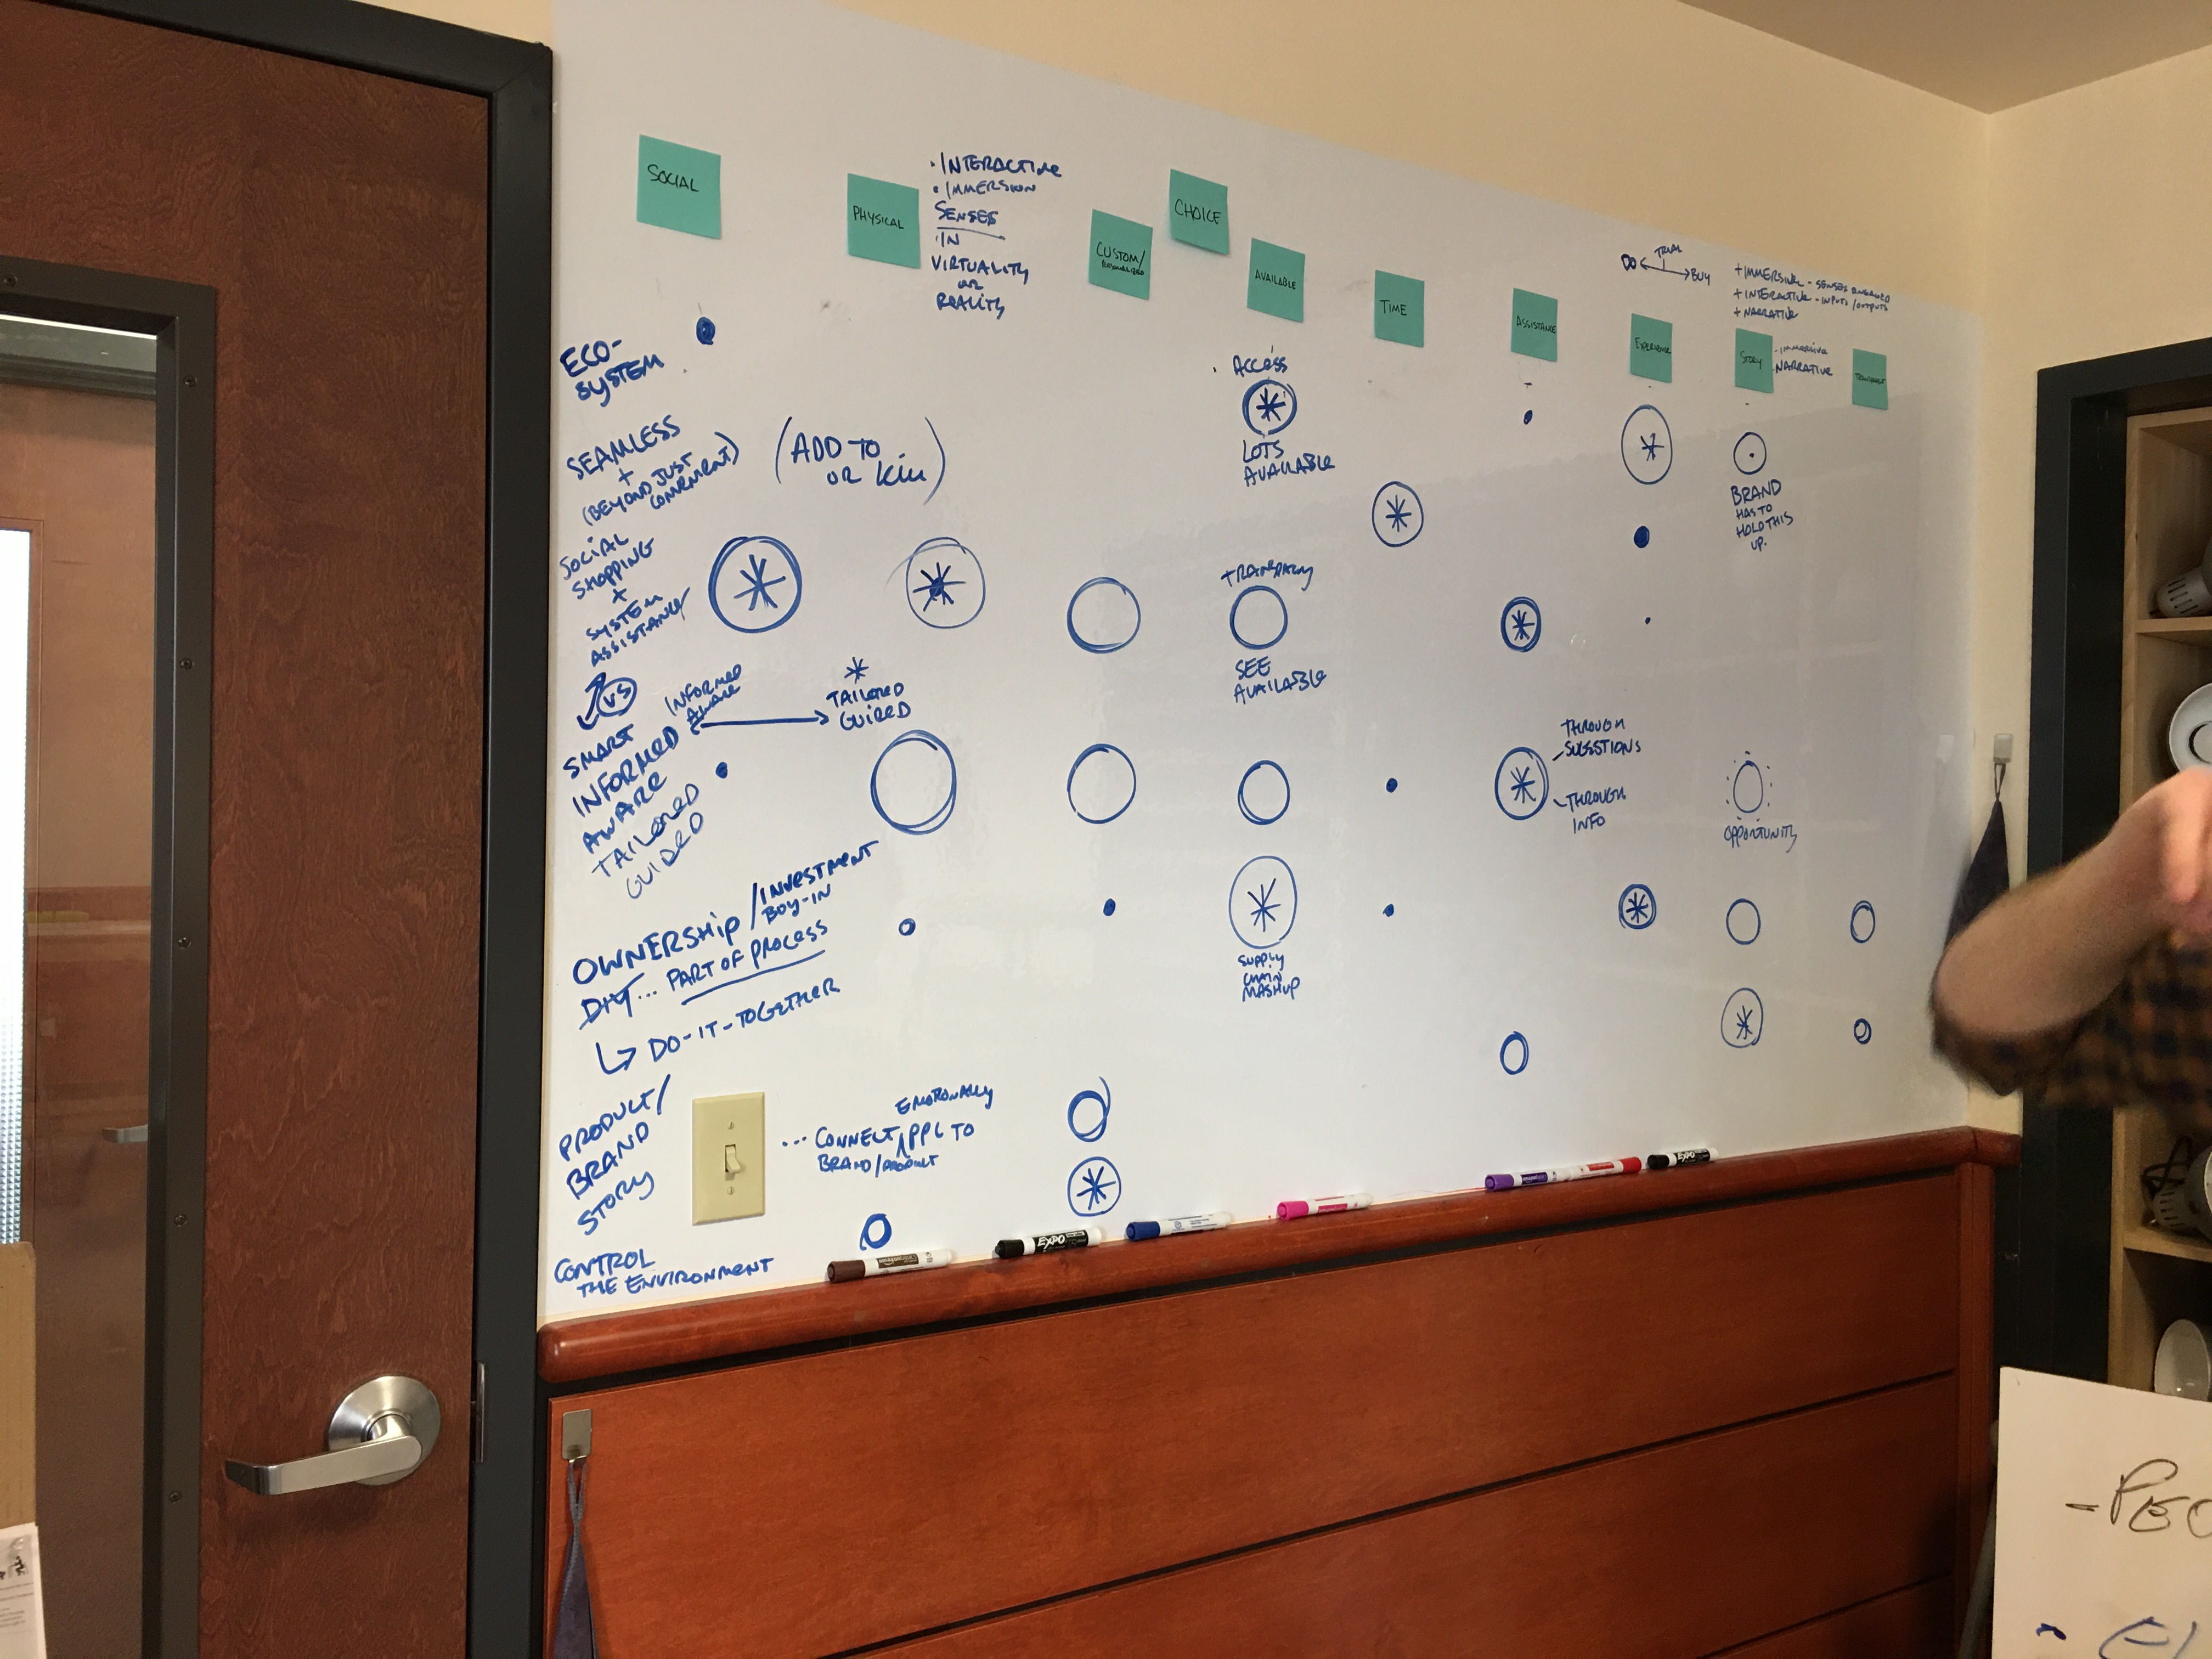 SOCIAL
PHYSICAL
• INTERACTIVE
• IMMERSION
SENSES
IN
VIRTUALITY
OR
REALITY
CUSTOM/
PERSONALIZED
CHOICE
AVAILABLE
TIME
ASSISTANCE
TRIAL
DO
BUY
EXPERIENCE
+ IMMERSIVE - SENSES ENGAGED
+ INTERACTIVE - INPUTS / OUTPUTS
+ NARRATIVE
STORY
- IMMERSIVE
NARRATIVE
ECO-
SYSTEM
ACCESS
LOTS
AVAILABLE
SEAMLESS
+
(BEYOND JUST
CONVENIENT)
(ADD TO
OR KILL)
BRAND
HAS TO
HOLD THIS
UP.
SOCIAL
SHOPPING
+
SYSTEM
ASSISTANCE
TRANSPARENCY
SEE
AVAILABLE
VS
INFORMED
AWARE
TAILORED
GUIDED
SMART
INFORMED
AWARE
TAILORED
GUIDED
THROUGH
SUGGESTIONS
THROUGH
INFO
OPPORTUNITY
OWNERSHIP/INVESTMENT
BUY-IN
DIY... PART OF PROCESS
DO-IT-TOGETHER
SUPPLY
CHAIN
MASHUP
PRODUCT/
BRAND
STORY
EMOTIONALLY
... CONNECT PPL TO
BRAND/PRODUCT
CONTROL
THE ENVIRONMENT
EXPO
EXPO